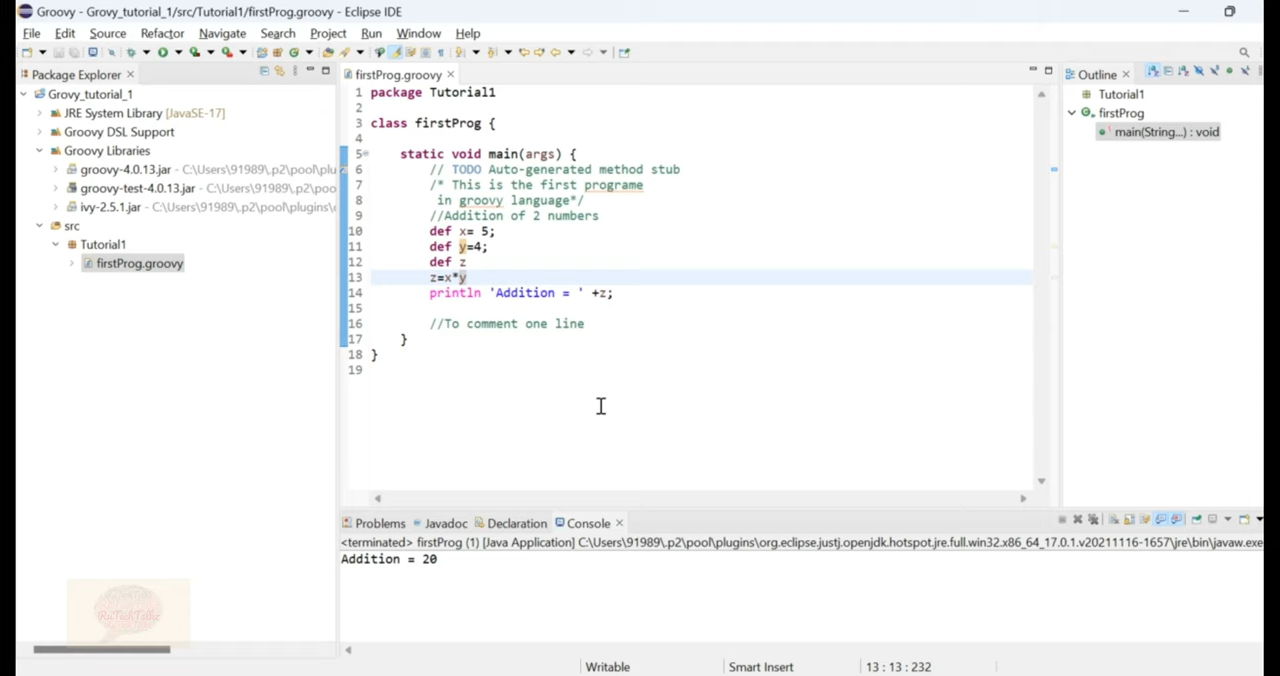 Groovy - Grovy_tutorial_1/src/Tutorial1/firstProg.groovy - Eclipse IDE
File Edit Source Refactor Navigate Search Project Run Window Help
Package Explorer
Grovy_tutorial_1
JRE System Library [JavaSE-17]
Groovy DSL Support
Groovy Libraries
groovy-4.0.13.jar - C:\Users\91989\.p2\pool\plu
groovy-test-4.0.13.jar - C:\Users\91989\.p2\poo
ivy-2.5.1.jar - C:\Users\91989\.p2\pool\plugins\
src
Tutorial1
firstProg.groovy
firstProg.groovy
1 package Tutorial1
2
3 class firstProg {
4
5 static void main(args) {
6 // TODO Auto-generated method stub
7 /* This is the first programe
8 in groovy language*/
9 //Addition of 2 numbers
10 def x= 5;
11 def y=4;
12 def z
13 z=x*y
14 println 'Addition = ' +z;
15
16 //To comment one line
17 }
18 }
19
Outline
Tutorial1
firstProg
main(String...) : void
Problems Javadoc Declaration Console
<terminated> firstProg (1) [Java Application] C:\Users\91989\.p2\pool\plugins\org.eclipse.justj.openjdk.hotspot.jre.full.win32.x86_64_17.0.1.v20211116-1657\jre\bin\javaw.exe
Addition = 20
Writable Smart Insert 13 : 13 : 232